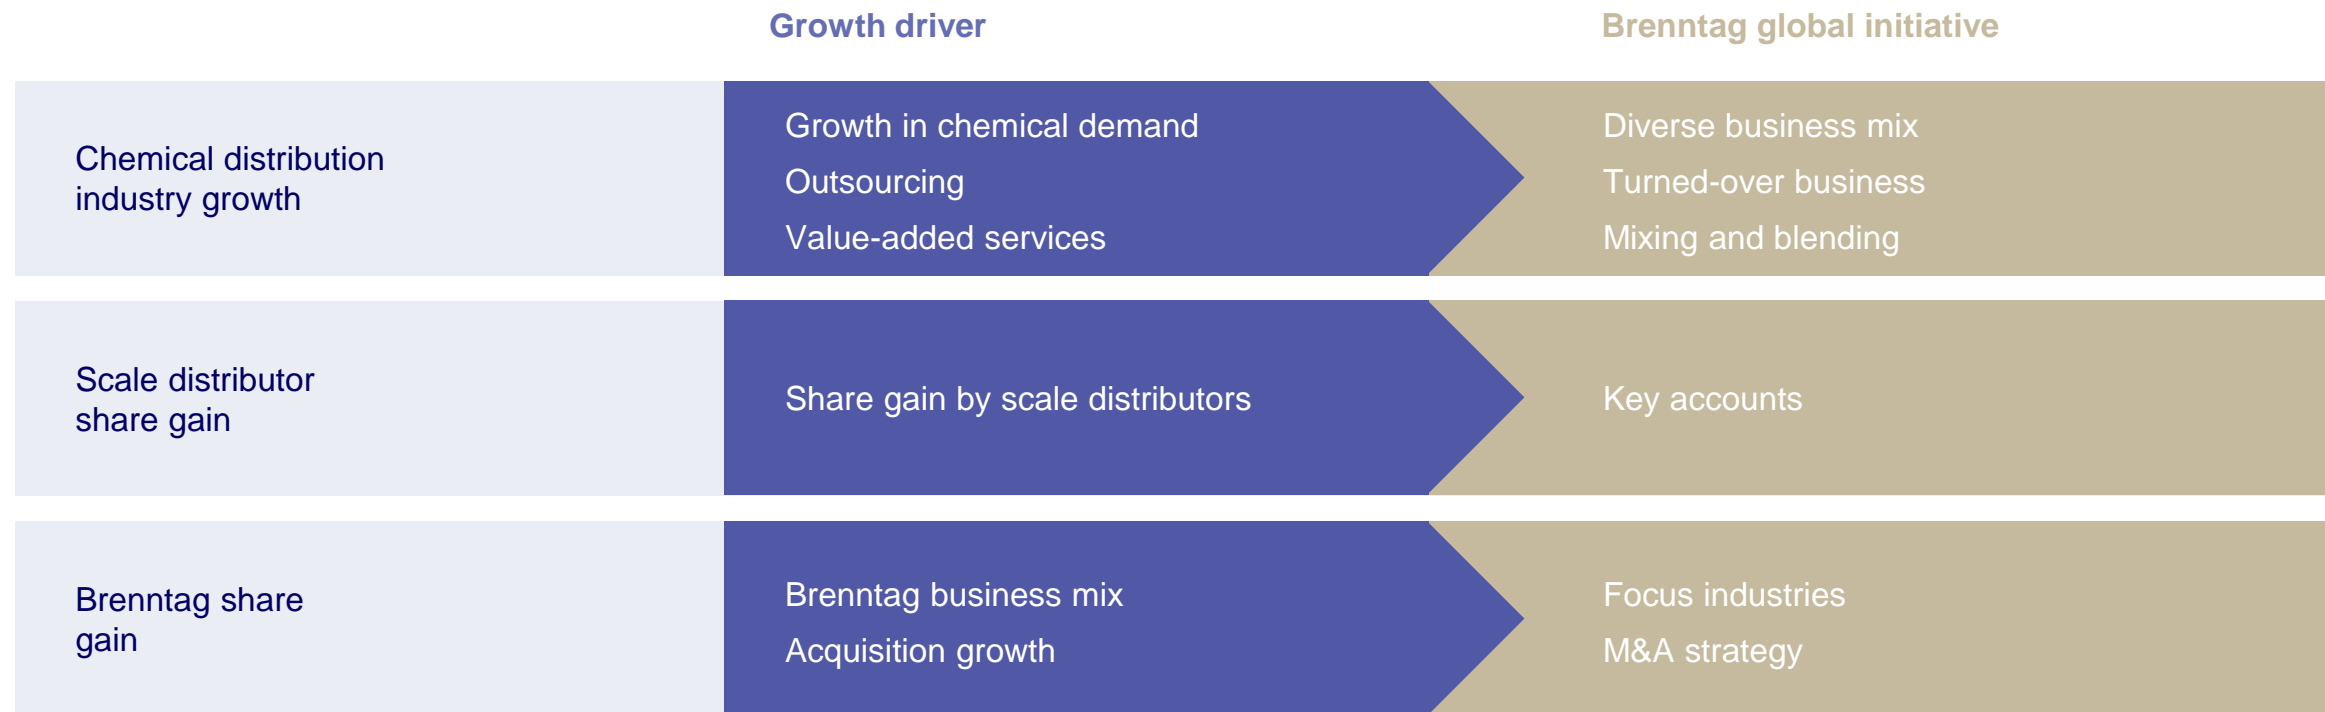 Growth driver
Brenntag global initiative
Chemical distribution
industry growth
Growth in chemical demand
Outsourcing
Value-added services
Diverse business mix
Turned-over business
Mixing and blending
Scale distributor
share gain
Share gain by scale distributors
Key accounts
Brenntag share
gain
Brenntag business mix
Acquisition growth
Focus industries
M&A strategy